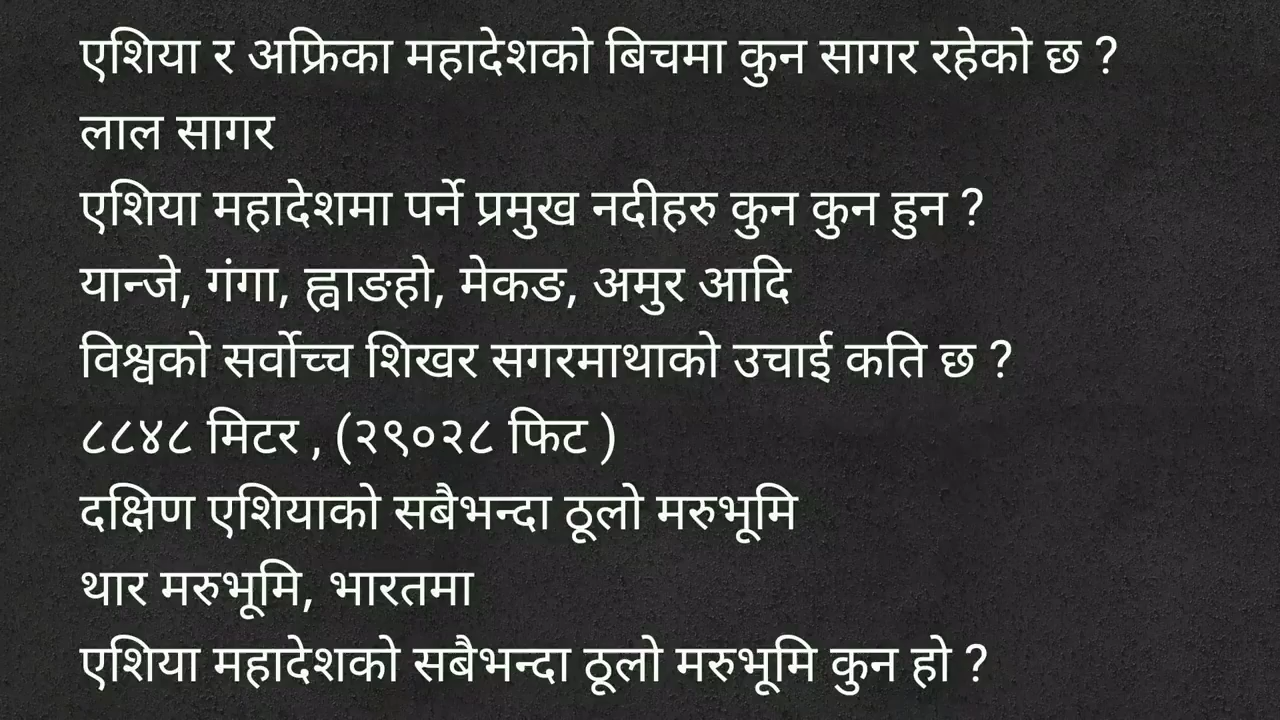 एशिया र अफ्रिका महादेशको बिचमा कुन सागर रहेको छ ?
लाल सागर
एशिया महादेशमा पर्ने प्रमुख नदीहरु कुन कुन हुन ?
यान्जे, गंगा, ह्वाङहो, मेकङ, अमुर आदि
विश्वको सर्वोच्च शिखर सगरमाथाको उचाई कति छ ?
८८४८ मिटर , (२९०२८ फिट )
दक्षिण एशियाको सबैभन्दा ठूलो मरुभूमि
थार मरुभूमि, भारतमा
एशिया महादेशको सबैभन्दा ठूलो मरुभूमि कुन हो ?